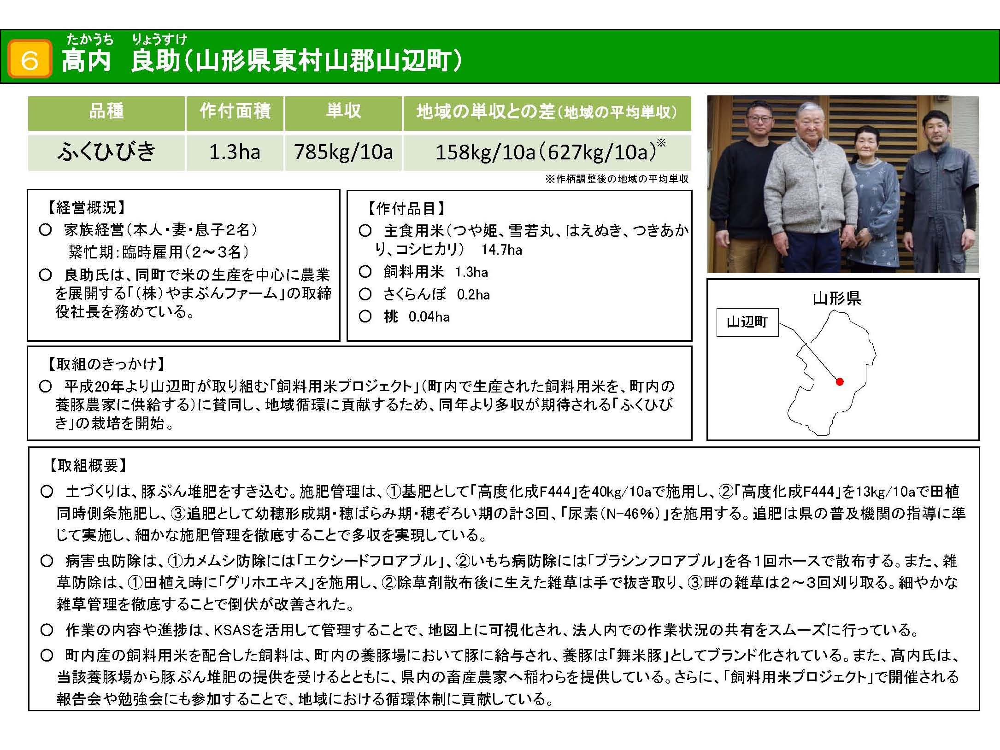 たかうち　りょうすけ
6 髙内　良助（山形県東村山郡山辺町）
品種　作付面積　単収　地域の単収との差（地域の平均単収）
ふくひびき　1.3ha　785kg/10a　158kg/10a（627kg/10a）※
※作柄調整後の地域の平均単収
【経営概況】
○　家族経営（本人・妻・息子２名）
繁忙期：臨時雇用（２～３名）
○　良助氏は、同町で米の生産を中心に農業
を展開する「（株）やまぶんファーム」の取締
役社長を務めている。
【作付品目】
○　主食用米（つや姫、雪若丸、はえぬき、つきあか
り、コシヒカリ）　14.7ha
○　飼料用米　1.3ha
○　さくらんぼ　0.2ha
○　桃　0.04ha
山形県
山辺町
【取組のきっかけ】
○　平成20年より山辺町が取り組む「飼料用米プロジェクト」（町内で生産された飼料用米を、町内の
養豚農家に供給する）に賛同し、地域循環に貢献するため、同年より多収が期待される「ふくひび
き」の栽培を開始。
【取組概要】
○　土づくりは、豚ぷん堆肥をすき込む。施肥管理は、①基肥として「高度化成F444」を40kg/10aで施用し、②「高度化成F444」を13kg/10aで田植
同時側条施肥し、③追肥として幼穂形成期・穂ばらみ期・穂ぞろい期の計３回、「尿素（N-46％）」を施用する。追肥は県の普及機関の指導に準
じて実施し、細かな施肥管理を徹底することで多収を実現している。
○　病害虫防除は、①カメムシ防除には「エクシードフロアブル」、②いもち病防除には「ブラシンフロアブル」を各１回ホースで散布する。また、雑
草防除は、①田植え時に「グリホエキス」を施用し、②除草剤散布後に生えた雑草は手で抜き取り、③畔の雑草は２～３回刈り取る。細やかな
雑草管理を徹底することで倒伏が改善された。
○　作業の内容や進捗は、KSASを活用して管理することで、地図上に可視化され、法人内での作業状況の共有をスムーズに行っている。
○　町内産の飼料用米を配合した飼料は、町内の養豚場において豚に給与され、養豚は「舞米豚」としてブランド化されている。また、髙内氏は、
当該養豚場から豚ぷん堆肥の提供を受けるとともに、県内の畜産農家へ稲わらを提供している。さらに、「飼料用米プロジェクト」で開催される
報告会や勉強会にも参加することで、地域における循環体制に貢献している。